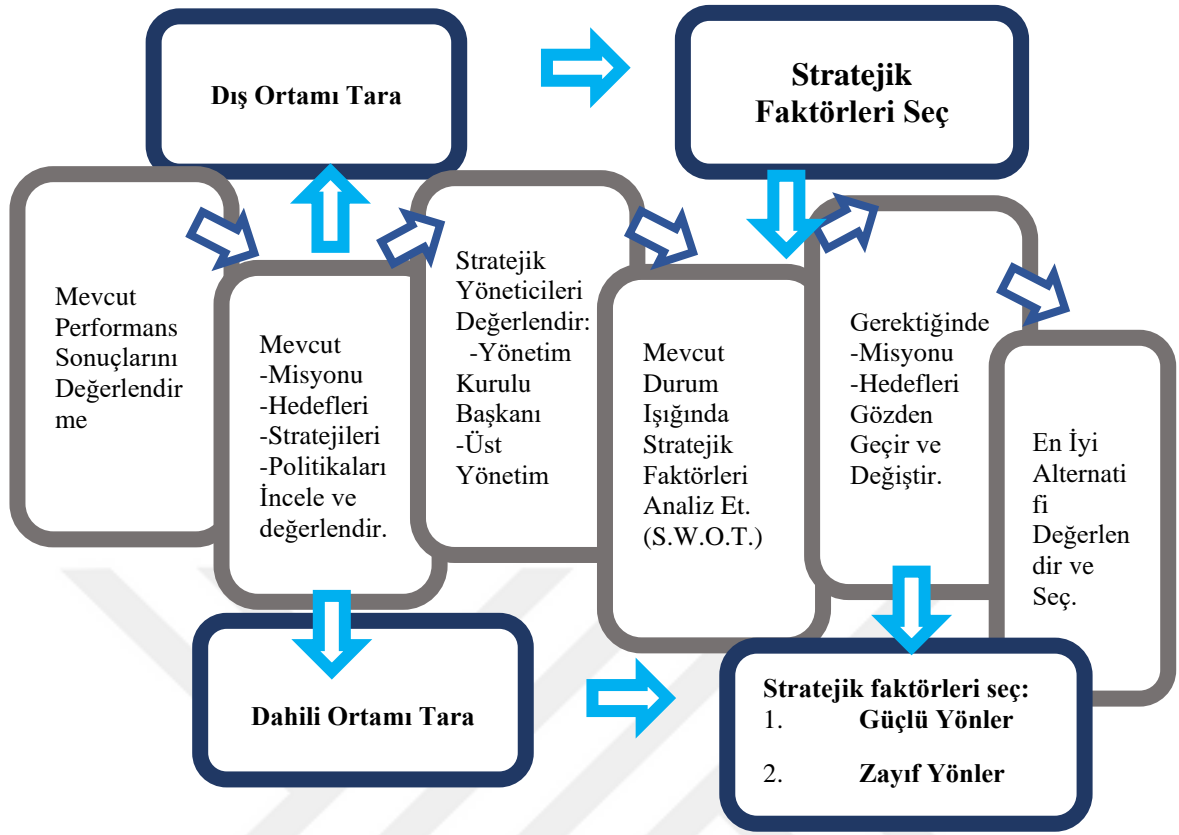 Dış Ortamı Tara
Stratejik
Faktörleri Seç
Mevcut
Performans
Sonuçlarını
Değerlendir
me
Mevcut
-Misyonu
-Hedefleri
-Stratejileri
-Politikaları
İncele ve
değerlendir.
Stratejik
Yöneticileri
Değerlendir:
-Yönetim
Kurulu
Başkanı
-Üst
Yönetim
Mevcut
Durum
Işığında
Stratejik
Faktörleri
Analiz Et.
(S.W.O.T.)
Gerektiğinde
-Misyonu
-Hedefleri
Gözden
Geçir ve
Değiştir.
En İyi
Alternati
fi
Değerlen
dir ve
Seç.
Dahili Ortamı Tara
Stratejik faktörleri seç:
1. Güçlü Yönler
2. Zayıf Yönler